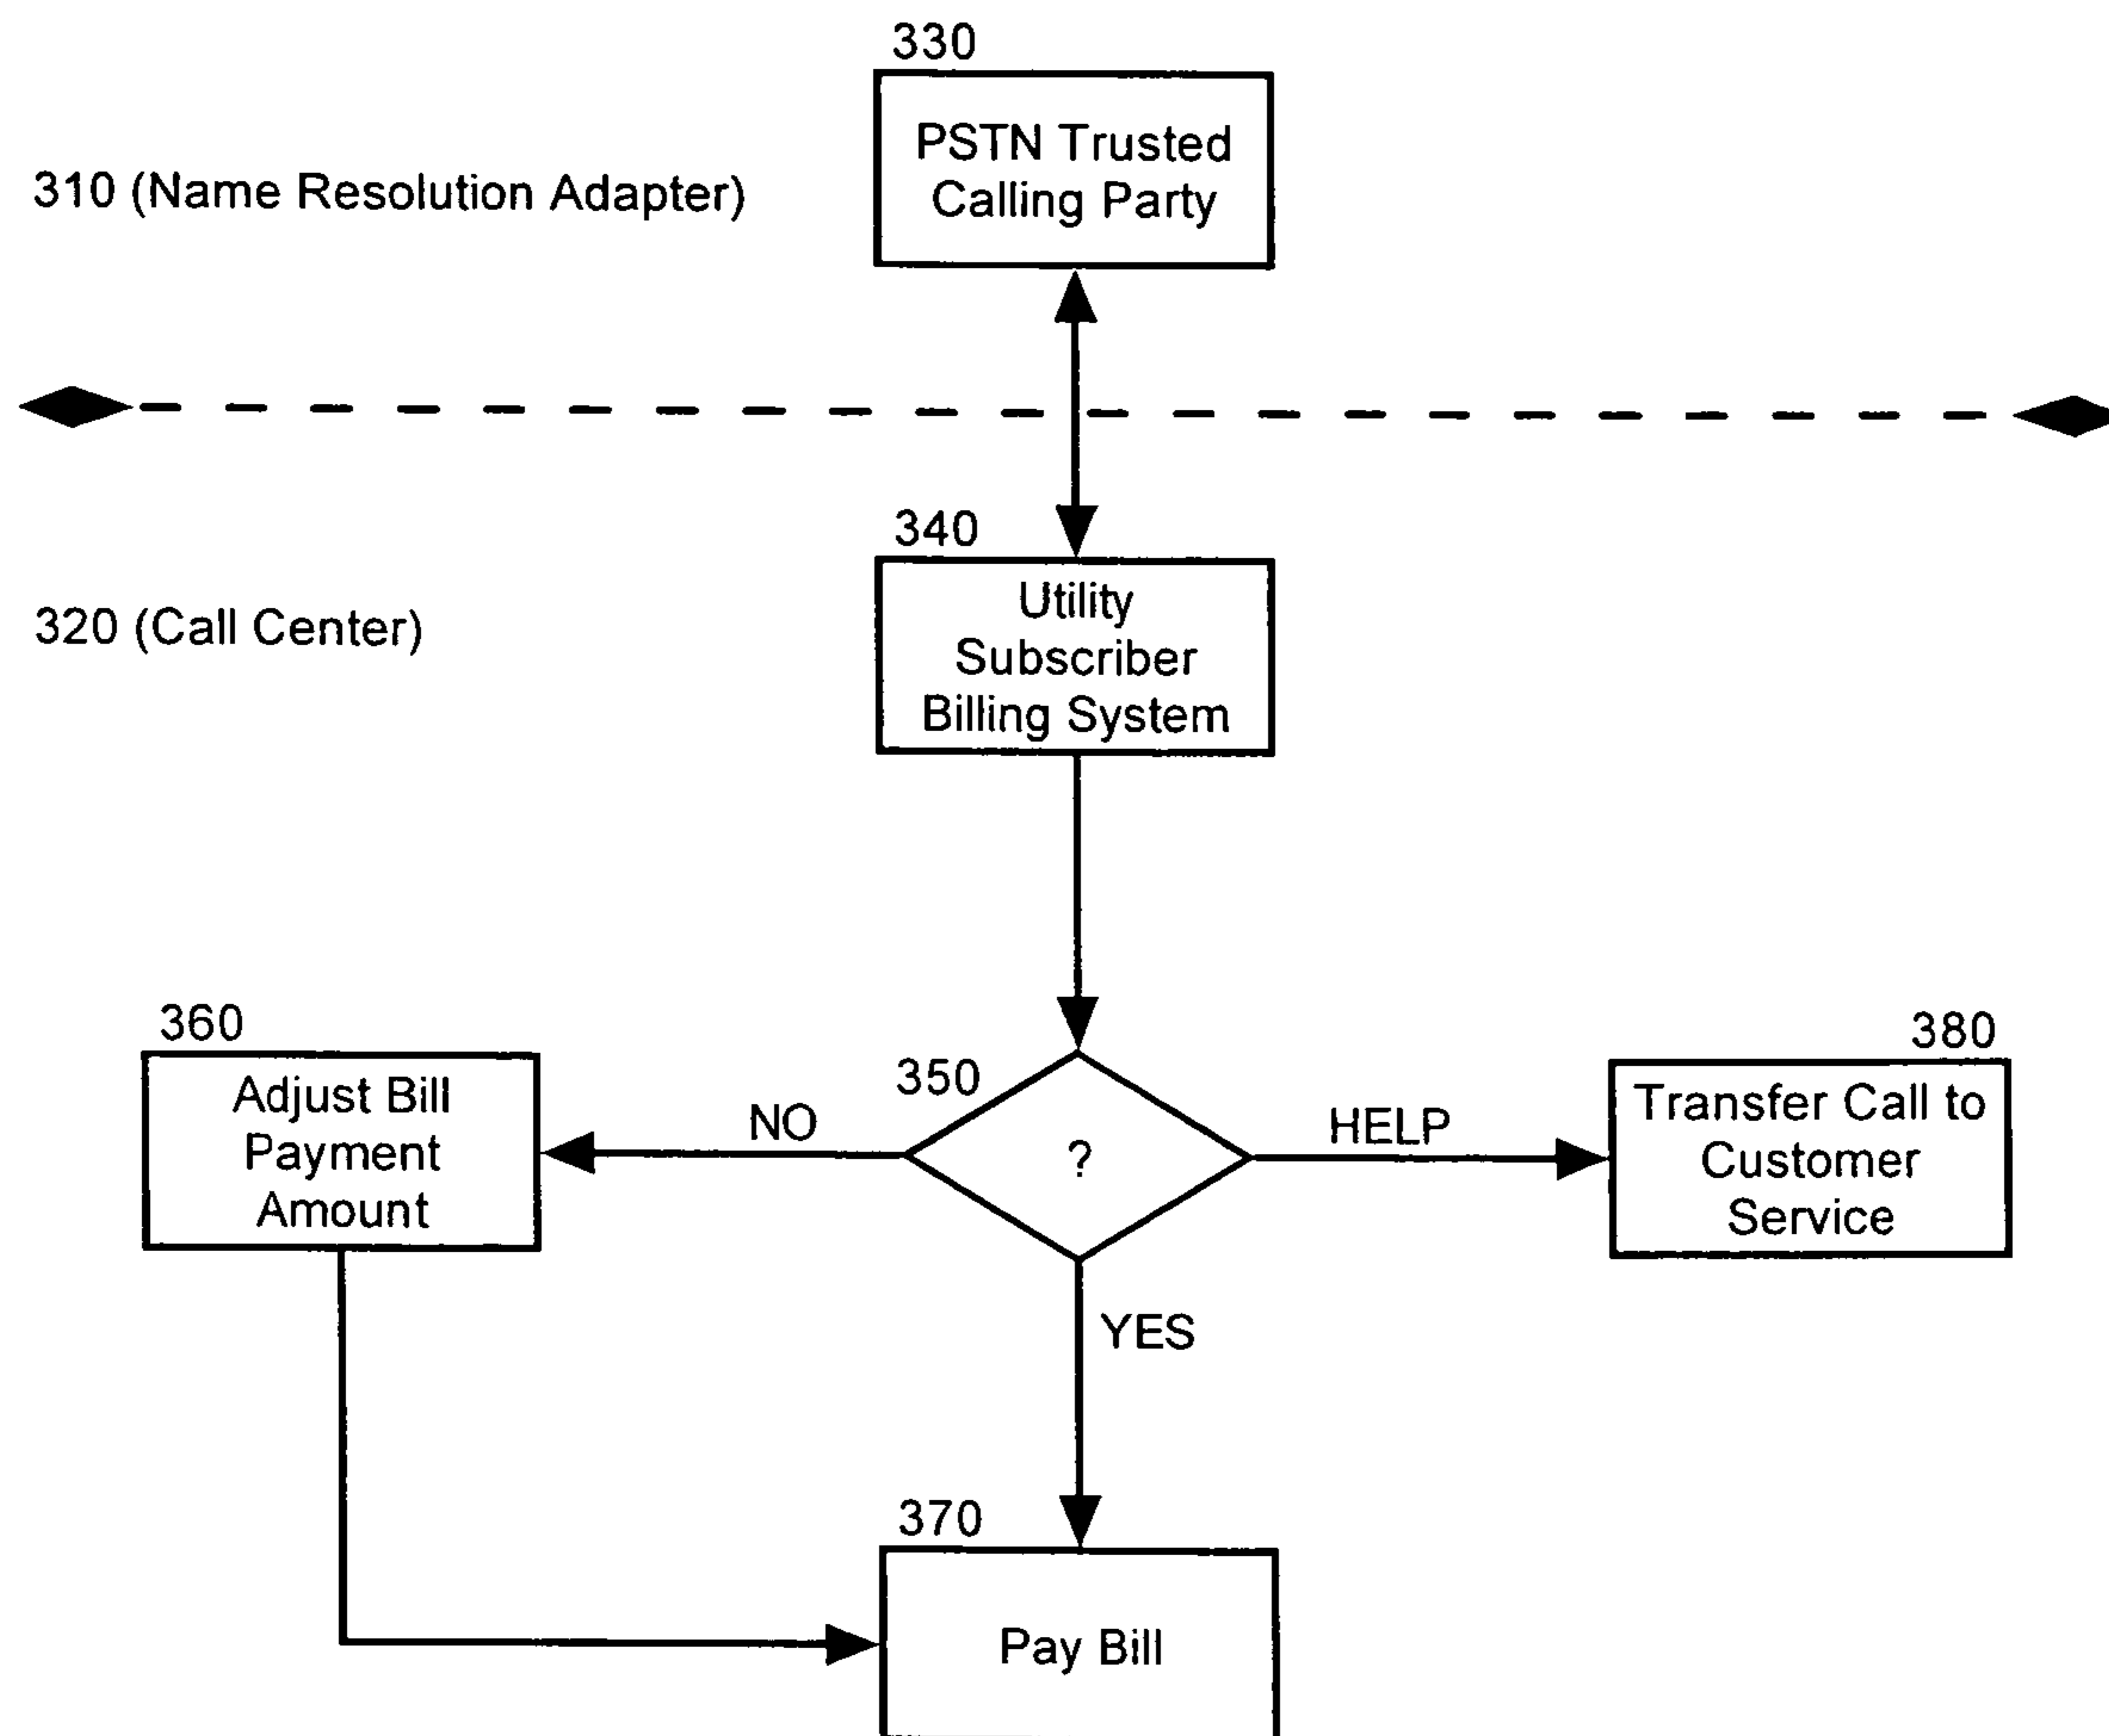 330
PSTN Trusted
Calling Party
310 (Name Resolution Adapter)
340
Utility
Subscriber
Billing System
320 (Call Center)
360
Adjust Bill
Payment
Amount
NO
350
?
HELP
380
Transfer Call to
Customer
Service
YES
370
Pay Bill